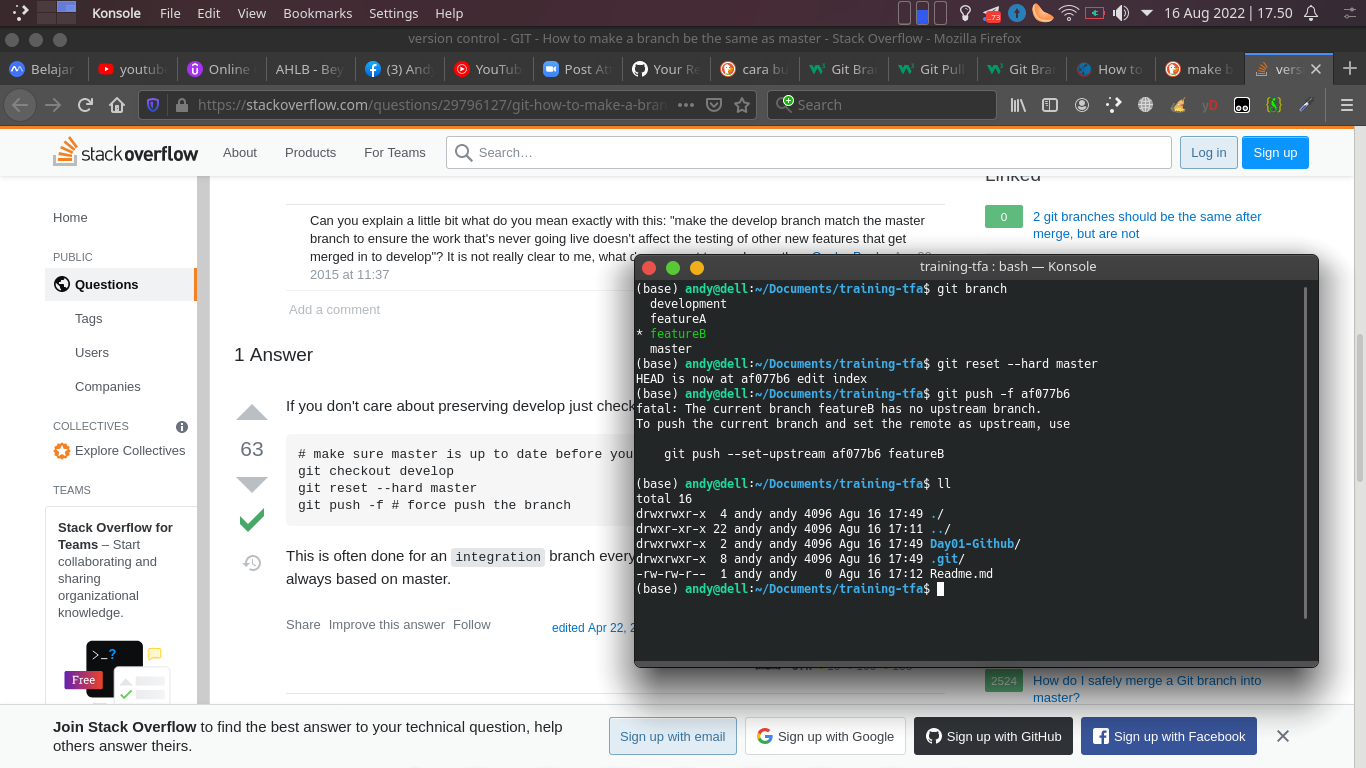 Konsole File Edit View Bookmarks Settings Help
73
16 Aug 2022 | 17.50
version control - GIT - How to make a branch be the same as master - Stack Overflow - Mozilla Firefox
Belajar
youtub
Online
AHLB - Bey
(3) And
YouTub
Post At
Your Re
cara bu
Git Bra
Git Pull
Git Bra
How to
make b
vers
https://stackoverflow.com/questions/29796127/git-how-to-make-a-bran
Search
yD
stackoverflow
About
Products
For Teams
Search…
Log in
Sign up
Home
PUBLIC
Questions
Tags
Users
Companies
COLLECTIVES
Explore Collectives
TEAMS
Stack Overflow for
Teams – Start
collaborating and
sharing
organizational
knowledge.
>_?
Free
Can you explain a little bit what do you mean exactly with this: "make the develop branch match the master
branch to ensure the work that's never going live doesn't affect the testing of other new features that get
merged in to develop"? It is not really clear to me, what
2015 at 11:37
Add a comment
1 Answer
63
If you don't care about preserving develop just check
# make sure master is up to date before you
git checkout develop
git reset --hard master
git push -f # force push the branch
This is often done for an integration branch every
always based on master.
Share Improve this answer Follow
edited Apr 22, 2
Linked
0
2 git branches should be the same after
merge, but are not
2524
How do I safely merge a Git branch into
master?
training-tfa : bash — Konsole
(base) andy@dell:~/Documents/training-tfa$ git branch
development
featureA
* featureB
master
(base) andy@dell:~/Documents/training-tfa$ git reset --hard master
HEAD is now at af077b6 edit index
(base) andy@dell:~/Documents/training-tfa$ git push -f af077b6
fatal: The current branch featureB has no upstream branch.
To push the current branch and set the remote as upstream, use
git push --set-upstream af077b6 featureB
(base) andy@dell:~/Documents/training-tfa$ ll
total 16
drwxrwxr-x  4 andy andy 4096 Agu 16 17:49 ./
drwxr-xr-x 22 andy andy 4096 Agu 16 17:11 ../
drwxrwxr-x  2 andy andy 4096 Agu 16 17:49 Day01-Github/
drwxrwxr-x  8 andy andy 4096 Agu 16 17:49 .git/
-rw-rw-r--  1 andy andy    0 Agu 16 17:12 Readme.md
(base) andy@dell:~/Documents/training-tfa$
Join Stack Overflow to find the best answer to your technical question, help
others answer theirs.
Sign up with email
Sign up with Google
Sign up with GitHub
Sign up with Facebook